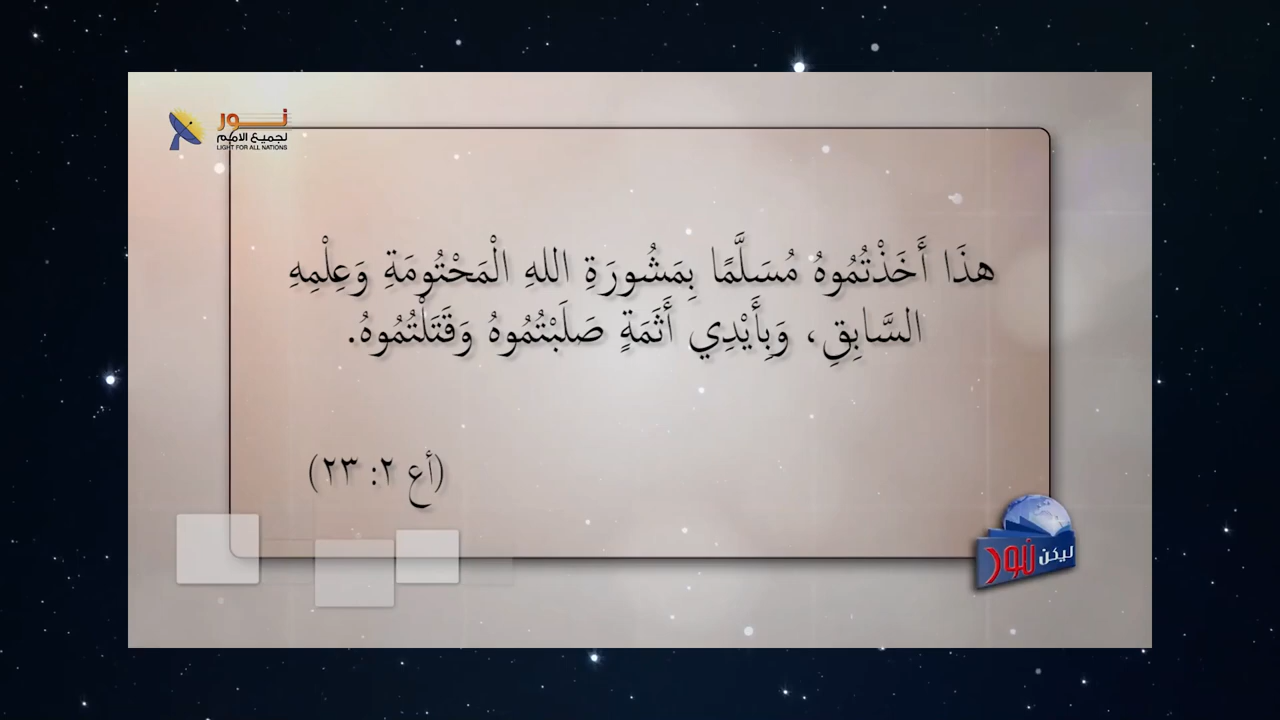 نور
لجميع الامم
LIGHT FOR ALL NATIONS
هذَا أَخَذْتُمُوهُ مُسَلَّمًا بِمَشُورَةِ اللهِ الْمَحْتُومَةِ وَعِلْمِهِ
السَّابِقِ، وَبِأَيْدِي أَثَمَةٍ صَلَبْتُمُوهُ وَقَتَلْتُمُوهُ.
(أع ٢: ٢٣)
ليكن نور